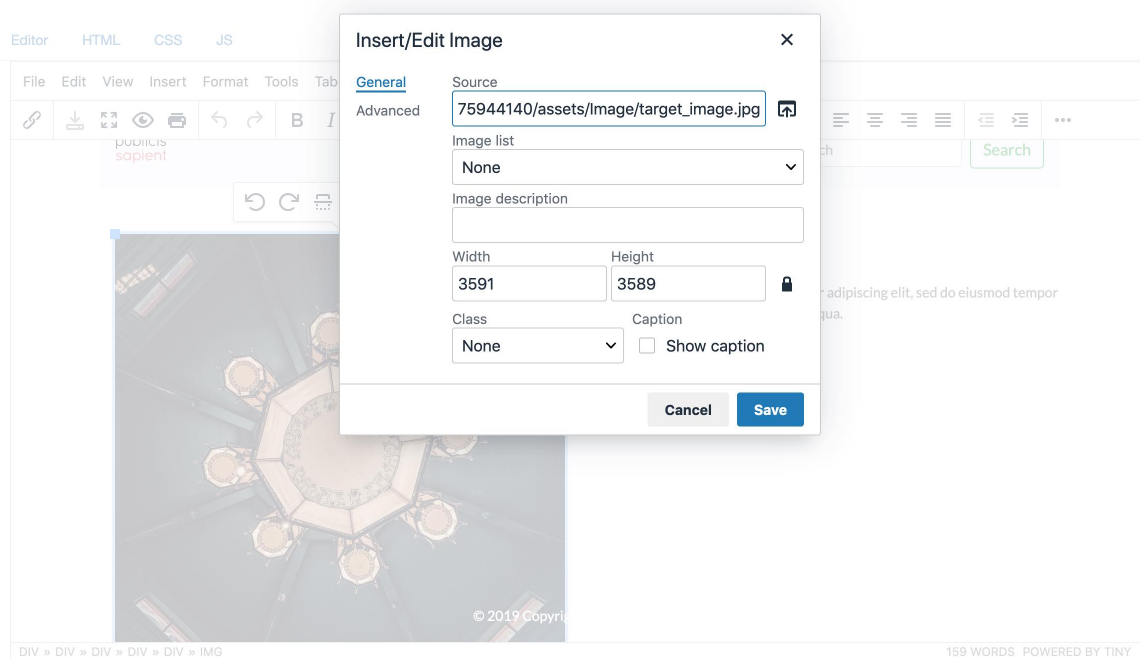 Insert/Edit Image
Editor HTML CSS JS
File Edit View Insert Format Tools Tab
General
Advanced
Source
75944140/assets/Image/target_image.jpg
B I
publicis
sapient
Search
Image list
None
Image description
Width Height
3591 3589
r adipiscing elit, sed do eiusmod tempor
qua.
Class Caption
None Show caption
Cancel Save
© 2019 Copyrig
DIV » DIV » DIV » DIV » DIV » IMG 159 WORDS POWERED BY TINY